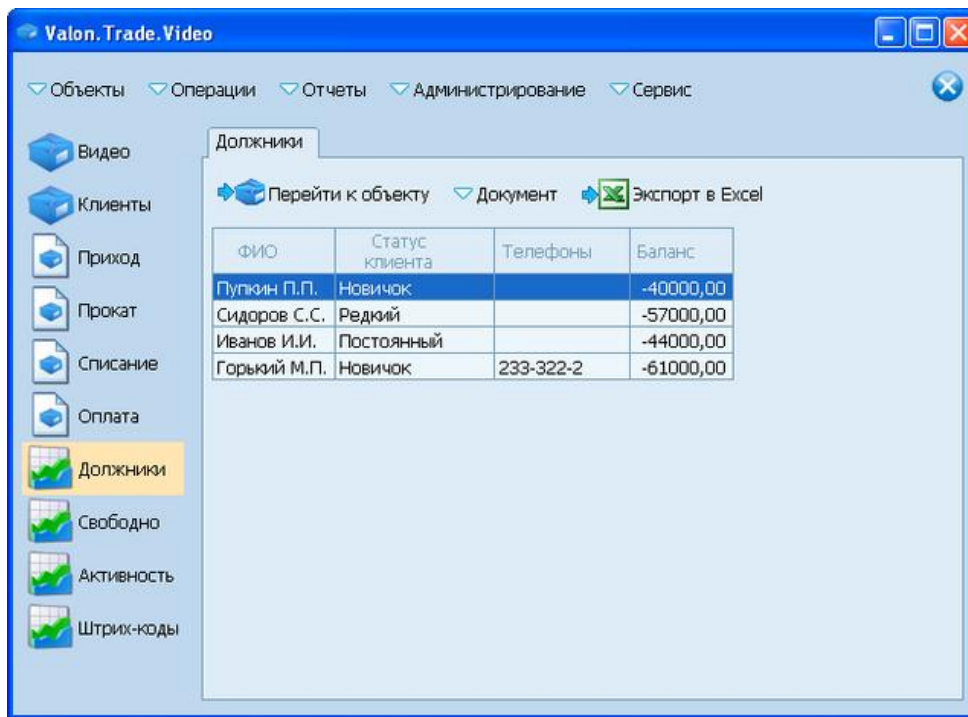 Valon.Trade.Video
Объекты Операции Отчеты Администрирование Сервис
Видео
Клиенты
Приход
Прокат
Списание
Оплата
Должники
Свободно
Активность
Штрих-коды
Должники
Перейти к объекту Документ Экспорт в Excel
ФИО Статус клиента Телефоны Баланс
Пупкин П.П. Новичок -40000,00
Сидоров С.С. Редкий -57000,00
Иванов И.И. Постоянный -44000,00
Горький М.П. Новичок 233-322-2 -61000,00